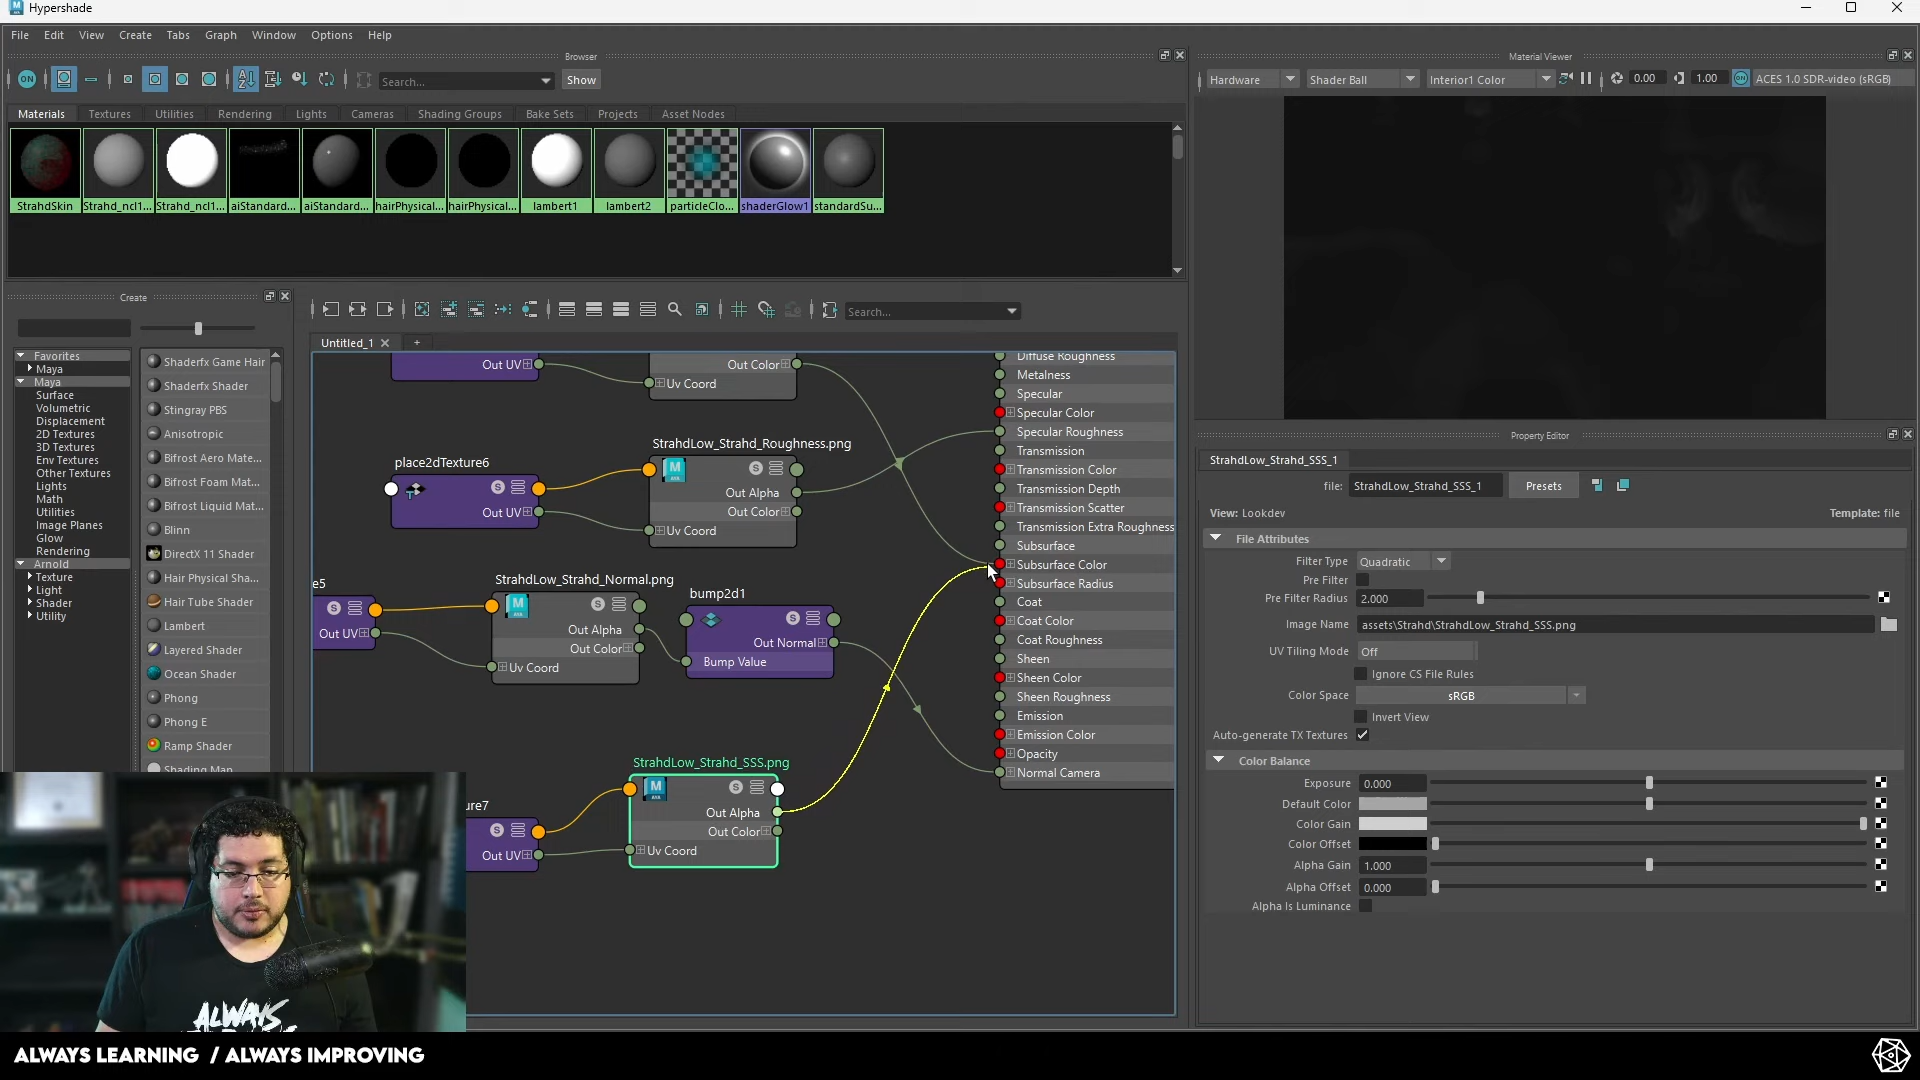 Hypershade
File Edit View Create Tabs Graph Window Options Help
Browser
ON Search... Show
Materials Textures Utilities Rendering Lights Cameras Shading Groups Bake Sets Projects Asset Nodes
StrahdSkin Strahd_ncl1... Strahd_ncl1... aiStandard... aiStandard... hairPhysical... hairPhysical... lambert1 lambert2 particleClo... shaderGlow1 standardSu...
Material Viewer
Hardware Shader Ball Interior1 Color 0.00 1.00 ACES 1.0 SDR-video (sRGB)
Create
Favorites
Maya
Maya
Surface
Volumetric
Displacement
2D Textures
3D Textures
Env Textures
Other Textures
Lights
Math
Utilities
Image Planes
Glow
Rendering
Arnold
Texture
Light
Shader
Utility
Shaderfx Game Hair
Shaderfx Shader
Stingray PBS
Anisotropic
Bifrost Aero Mate...
Bifrost Foam Mat...
Bifrost Liquid Mat...
Blinn
DirectX 11 Shader
Hair Physical Sha...
Hair Tube Shader
Lambert
Layered Shader
Ocean Shader
Phong
Phong E
Ramp Shader
Shading Map
Search...
Untitled_1
Out UV
Out Color
Uv Coord
place2dTexture6
Out UV
StrahdLow_Strahd_Roughness.png
Out Alpha
Out Color
Uv Coord
e5
Out UV
StrahdLow_Strahd_Normal.png
Out Alpha
Out Color
Uv Coord
bump2d1
Out Normal
Bump Value
ure7
Out UV
StrahdLow_Strahd_SSS.png
Out Alpha
Out Color
Uv Coord
Diffuse Roughness
Metalness
Specular
Specular Color
Specular Roughness
Transmission
Transmission Color
Transmission Depth
Transmission Scatter
Transmission Extra Roughness
Subsurface
Subsurface Color
Subsurface Radius
Coat
Coat Color
Coat Roughness
Sheen
Sheen Color
Sheen Roughness
Emission
Emission Color
Opacity
Normal Camera
Property Editor
StrahdLow_Strahd_SSS_1
file: StrahdLow_Strahd_SSS_1 Presets
View: Lookdev Template: file
File Attributes
Filter Type Quadratic
Pre Filter
Pre Filter Radius 2.000
Image Name assets\Strahd\StrahdLow_Strahd_SSS.png
UV Tiling Mode Off
Ignore CS File Rules
Color Space sRGB
Invert View
Auto-generate TX Textures
Color Balance
Exposure 0.000
Default Color
Color Gain
Color Offset
Alpha Gain 1.000
Alpha Offset 0.000
Alpha Is Luminance
ALWAYS
ALWAYS LEARNING / ALWAYS IMPROVING